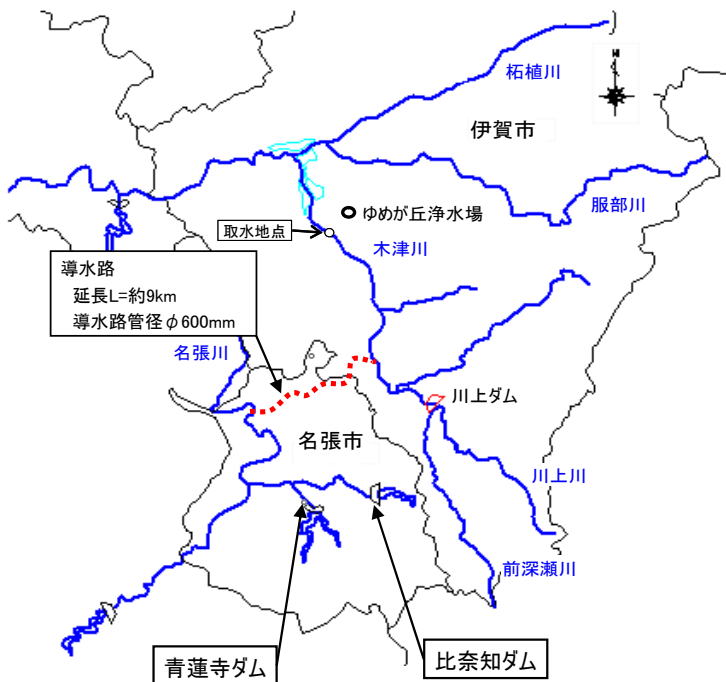 柘植川
N
伊賀市
服部川
ゆめが丘浄水場
取水地点
木津川
導水路
延長L=約9km
導水路管径φ600mm
名張川
川上ダム
名張市
川上川
前深瀬川
青蓮寺ダム
比奈知ダム